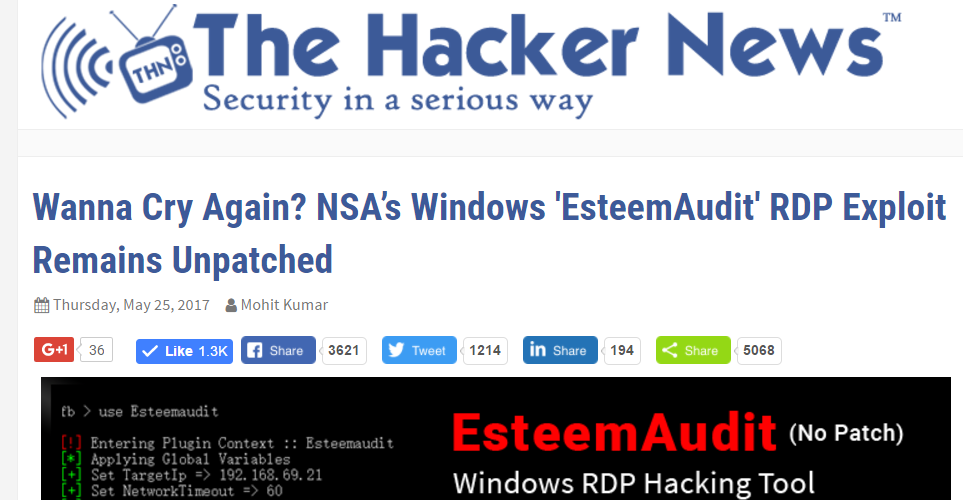 THN
The Hacker News™
Security in a serious way
Wanna Cry Again? NSA’s Windows 'EsteemAudit' RDP Exploit
Remains Unpatched
Thursday, May 25, 2017 Mohit Kumar
G+1 36 Like 1.3K Share 3621 Tweet 1214 in Share 194 Share 5068
fb > use Esteemaudit
[!] Entering Plugin Context :: Esteemaudit
[*] Applying Global Variables
[+] Set TargetIp => 192.168.69.21
[+] Set NetworkTimeout => 60
EsteemAudit (No Patch)
Windows RDP Hacking Tool